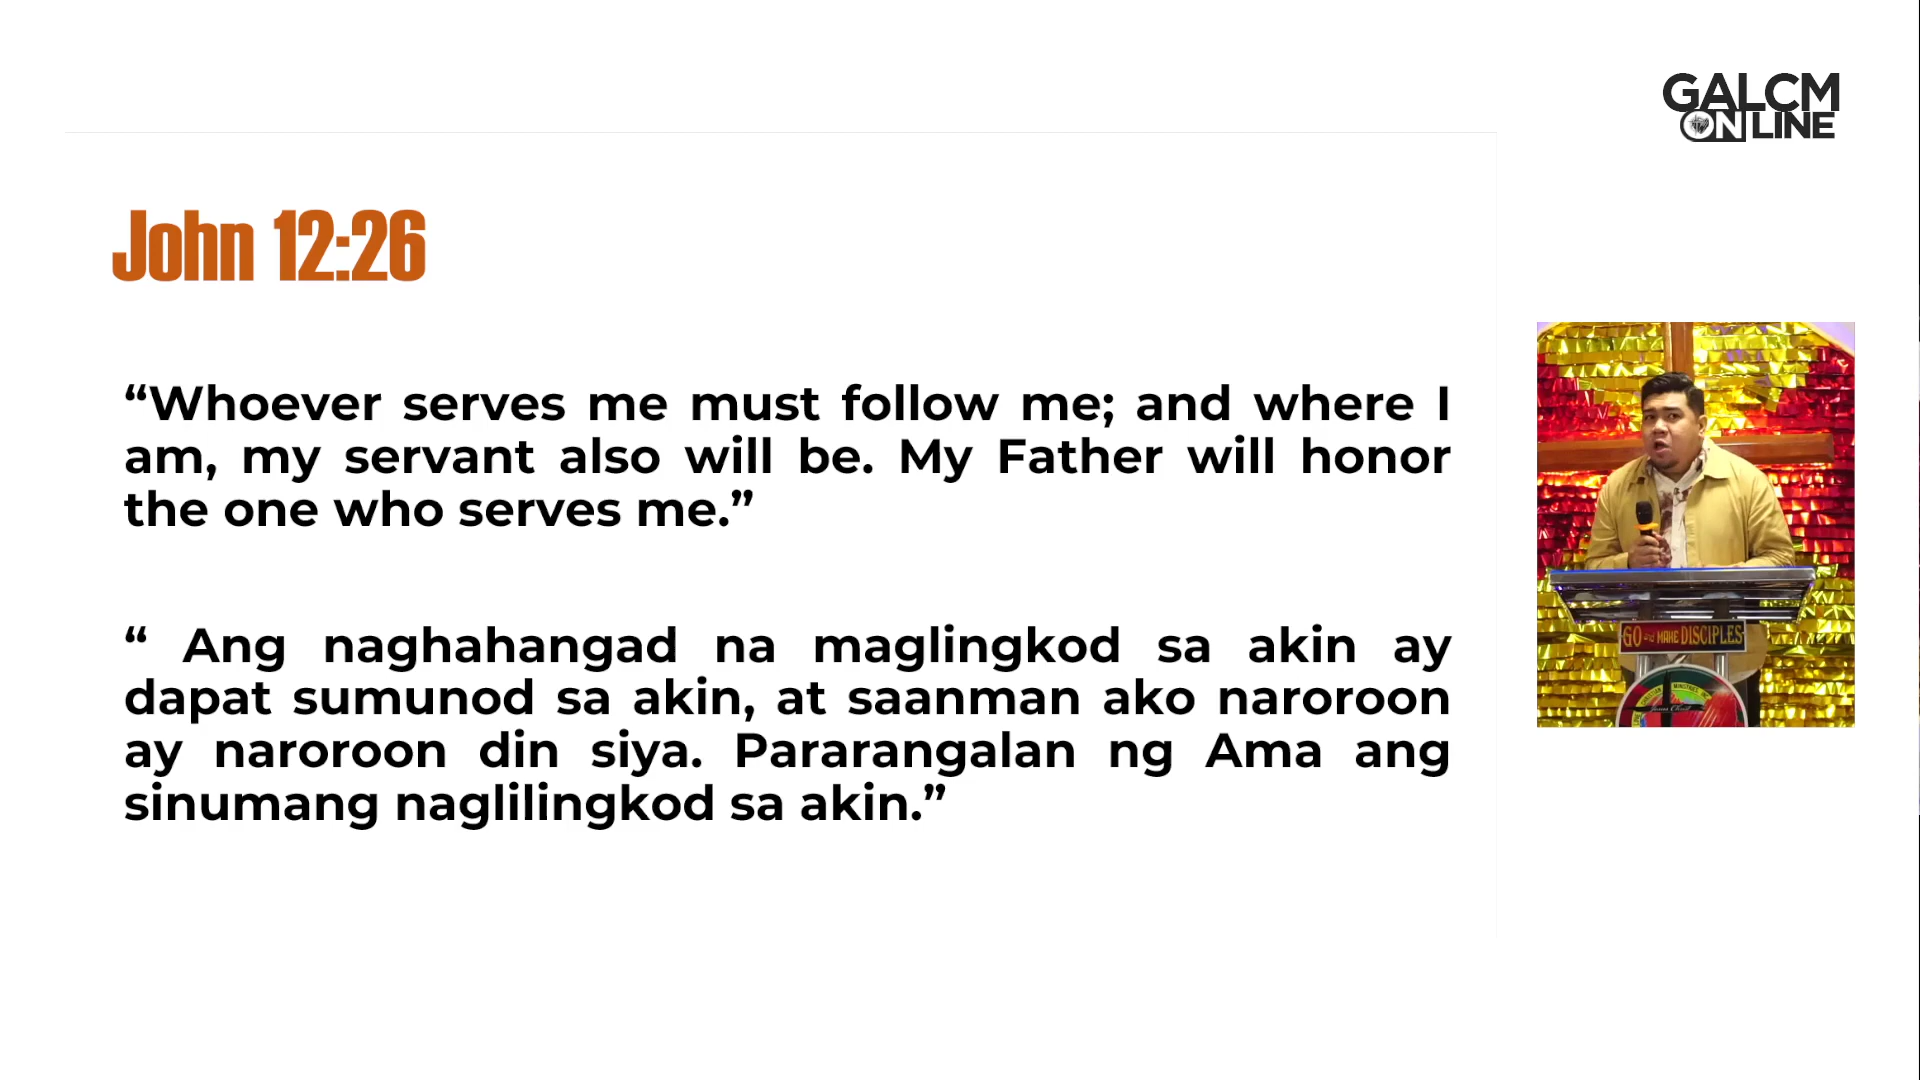 GALCM
ONLINE
John 12:26
“Whoever serves me must follow me; and where I
am, my servant also will be. My Father will honor
the one who serves me.”
“ Ang naghahangad na maglingkod sa akin ay
dapat sumunod sa akin, at saanman ako naroroon
ay naroroon din siya. Pararangalan ng Ama ang
sinumang naglilingkod sa akin.”
GO and MAKE DISCIPLES